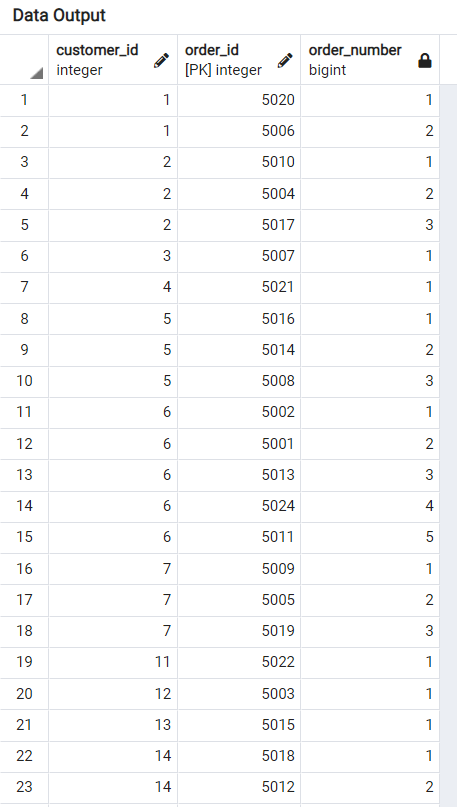 Data Output
customer_id order_id order_number
integer [PK] integer bigint
1 1 5020 1
2 1 5006 2
3 2 5010 1
4 2 5004 2
5 2 5017 3
6 3 5007 1
7 4 5021 1
8 5 5016 1
9 5 5014 2
10 5 5008 3
11 6 5002 1
12 6 5001 2
13 6 5013 3
14 6 5024 4
15 6 5011 5
16 7 5009 1
17 7 5005 2
18 7 5019 3
19 11 5022 1
20 12 5003 1
21 13 5015 1
22 14 5018 1
23 14 5012 2